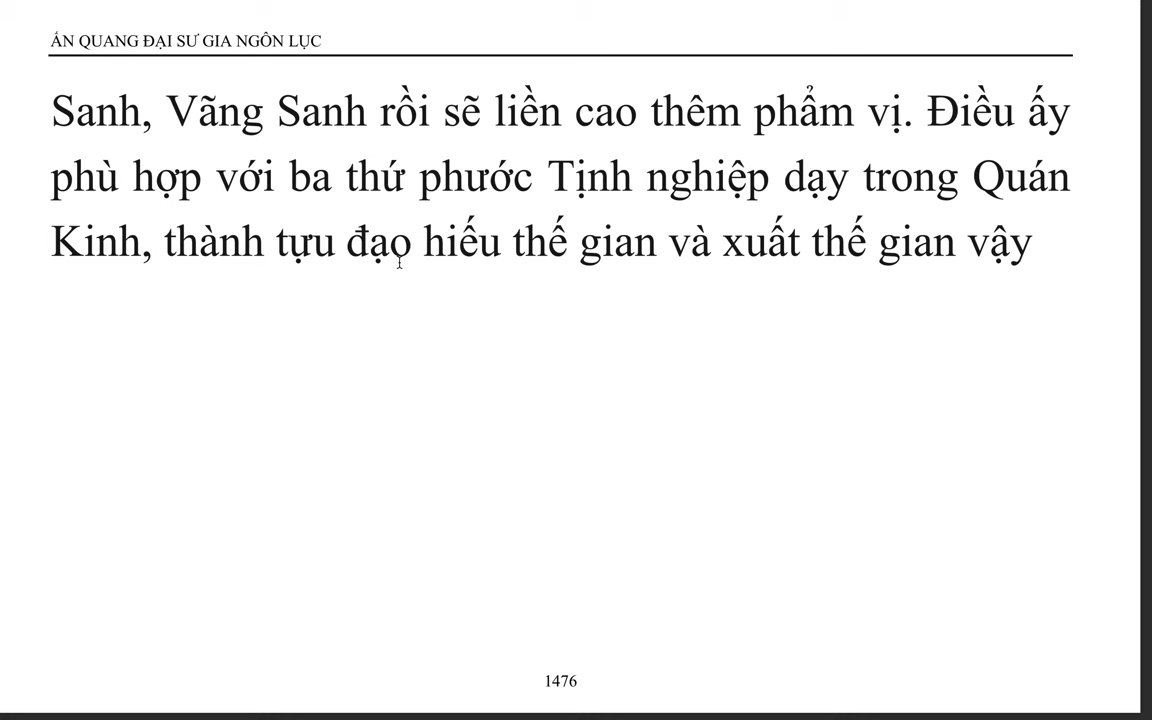 ẤN QUANG ĐẠI SƯ GIA NGÔN LỤC
Sanh, Vãng Sanh rồi sẽ liền cao thêm phẩm vị. Điều ấy
phù hợp với ba thứ phước Tịnh nghiệp dạy trong Quán
Kinh, thành tựu đạo hiếu thế gian và xuất thế gian vậy
1476